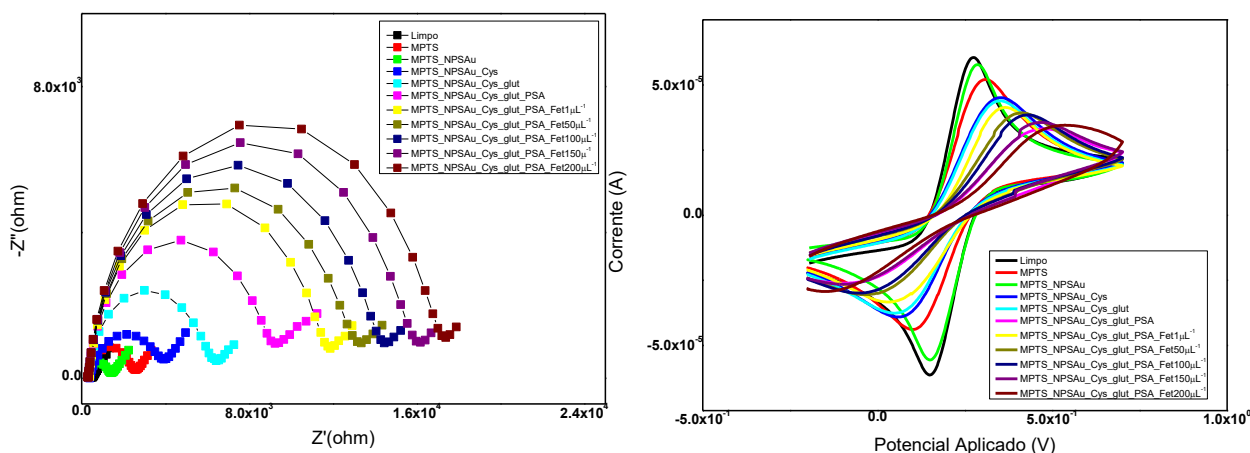 8.0x10³
0.0
-Z"(ohm)
0.0
8.0x10³
1.6x10⁴
2.4x10⁴
Z'(ohm)
Limpo
MPTS
MPTS_NPSAu
MPTS_NPSAu_Cys
MPTS_NPSAu_Cys_glut
MPTS_NPSAu_Cys_glut_PSA
MPTS_NPSAu_Cys_glut_PSA_Fet1µL⁻¹
MPTS_NPSAu_Cys_glut_PSA_Fet50µL⁻¹
MPTS_NPSAu_Cys_glut_PSA_Fet100µL⁻¹
MPTS_NPSAu_Cys_glut_PSA_Fet150µ⁻¹
MPTS_NPSAu_Cys_glut_PSA_Fet200µL⁻¹
5.0x10⁻⁵
0.0
-5.0x10⁻⁵
Corrente (A)
-5.0x10⁻¹
0.0
5.0x10⁻¹
1.0x10⁰
Potencial Aplicado (V)
Limpo
MPTS
MPTS_NPSAu
MPTS_NPSAu_Cys
MPTS_NPSAu_Cys_glut
MPTS_NPSAu_Cys_glut_PSA
MPTS_NPSAu_Cys_glut_PSA_Fet1µL⁻¹
MPTS_NPSAu_Cys_glut_PSA_Fet50µL⁻¹
MPTS_NPSAu_Cys_glut_PSA_Fet100µL⁻¹
MPTS_NPSAu_Cys_glut_PSA_Fet150µL⁻¹
MPTS_NPSAu_Cys_glut_PSA_Fet200µL⁻¹